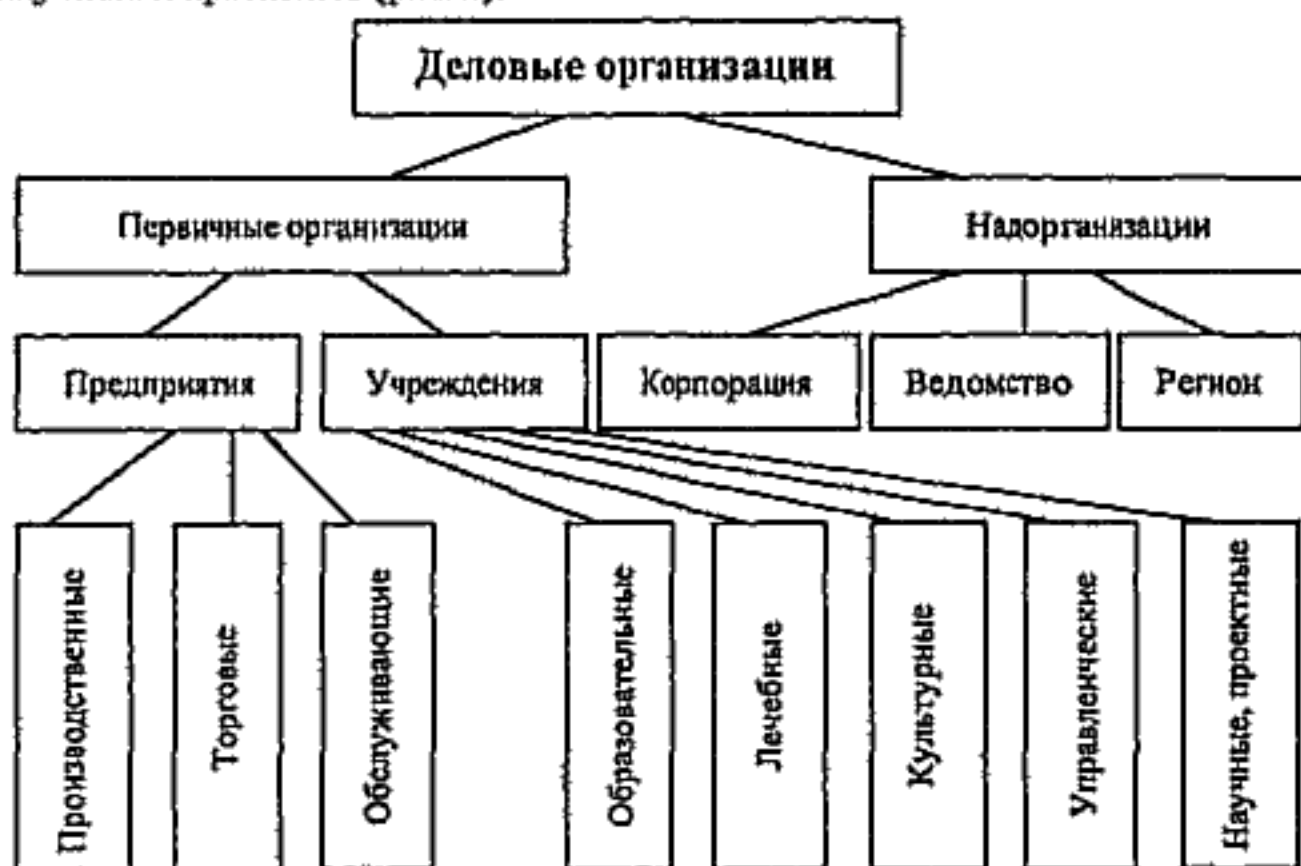 Деловые организации
Первичные организации
Надорганизации
Предприятия
Учреждения
Корпорация
Ведомство
Регион
Производственные
Торговые
Обслуживающие
Образовательные
Лечебные
Культурные
Управленческие
Научные, проектные